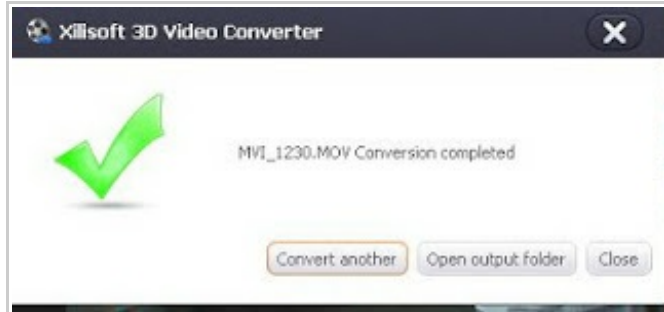 Xilisoft 3D Video Converter
MVI_1230.MOV Conversion completed
Convert another Open output folder Close